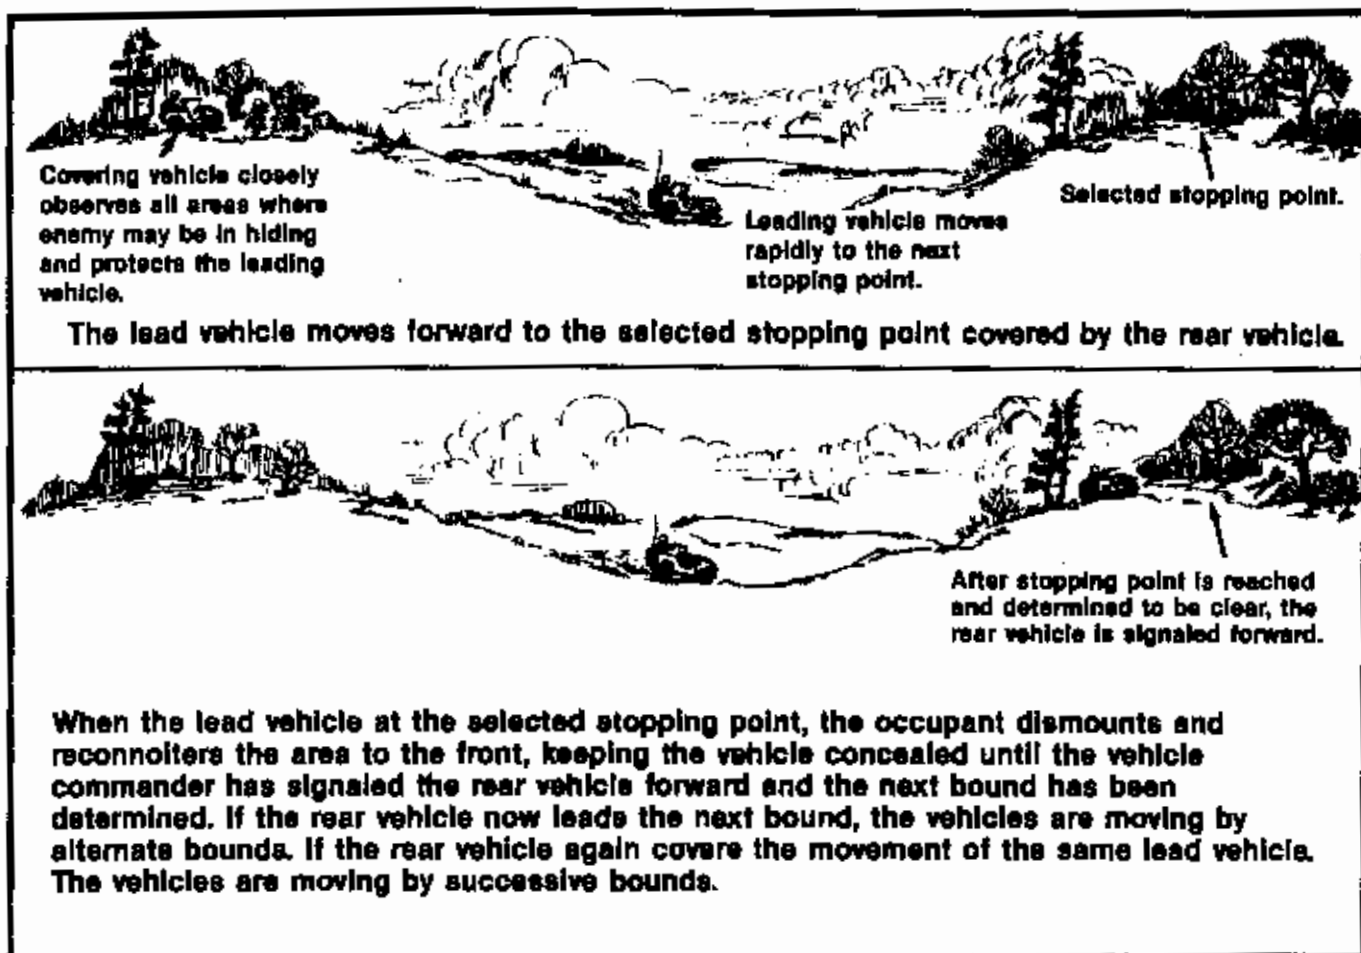 Covering vehicle closely
observes all areas where
enemy may be in hiding
and protects the leading
vehicle.
Leading vehicle moves
rapidly to the next
stopping point.
Selected stopping point.
The lead vehicle moves forward to the selected stopping point covered by the rear vehicle.
After stopping point is reached
and determined to be clear, the
rear vehicle is signaled forward.
When the lead vehicle at the selected stopping point, the occupant dismounts and
reconnoiters the area to the front, keeping the vehicle concealed until the vehicle
commander has signaled the rear vehicle forward and the next bound has been
determined. If the rear vehicle now leads the next bound, the vehicles are moving by
alternate bounds. If the rear vehicle again covers the movement of the same lead vehicle.
The vehicles are moving by successive bounds.